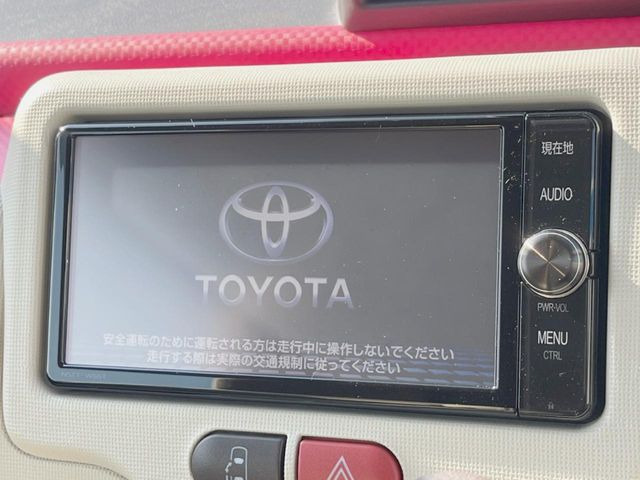 現在地
AUDIO
TOYOTA
PWR•VOL
安全運転のために運転される方は走行中に操作しないでください
走行する際は実際の交通規制に従ってください
MENU
CTRL